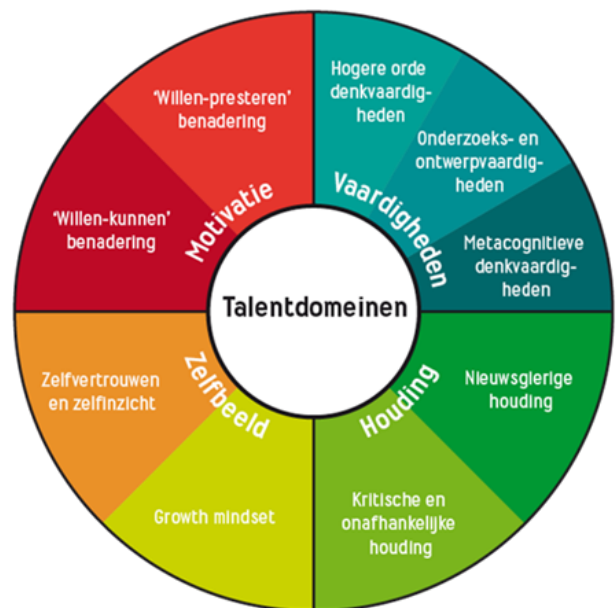 Talentdomeinen
Motivatie
'Willen-presteren'
benadering
'Willen-kunnen'
benadering
Vaardigheden
Hogere orde
denkvaardig-
heden
Onderzoeks- en
ontwerpvaardig-
heden
Metacognitieve
denkvaardig-
heden
Houding
Nieuwsgierige
houding
Kritische en
onafhankelijke
houding
Zelfbeeld
Growth mindset
Zelfvertrouwen
en zelfinzicht